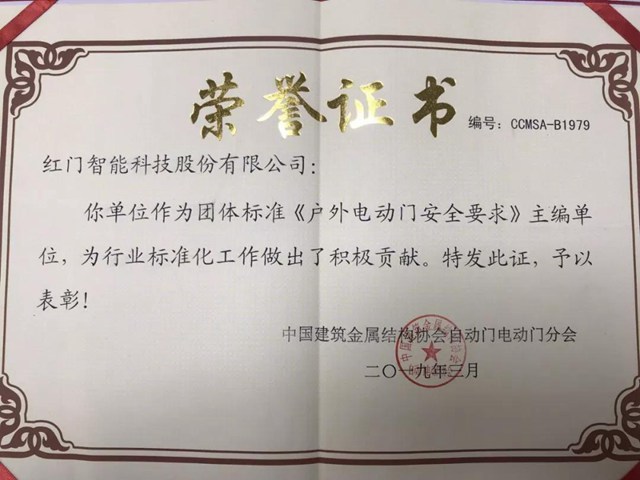 荣誉证书
编号：CCMSA-B1979
红门智能科技股份有限公司：
你单位作为团体标准《户外电动门安全要求》主编单
位，为行业标准化工作做出了积极贡献。特发此证，予以
表彰！
中国建筑金属结构协会自动门电动门分会
二〇一九年三月